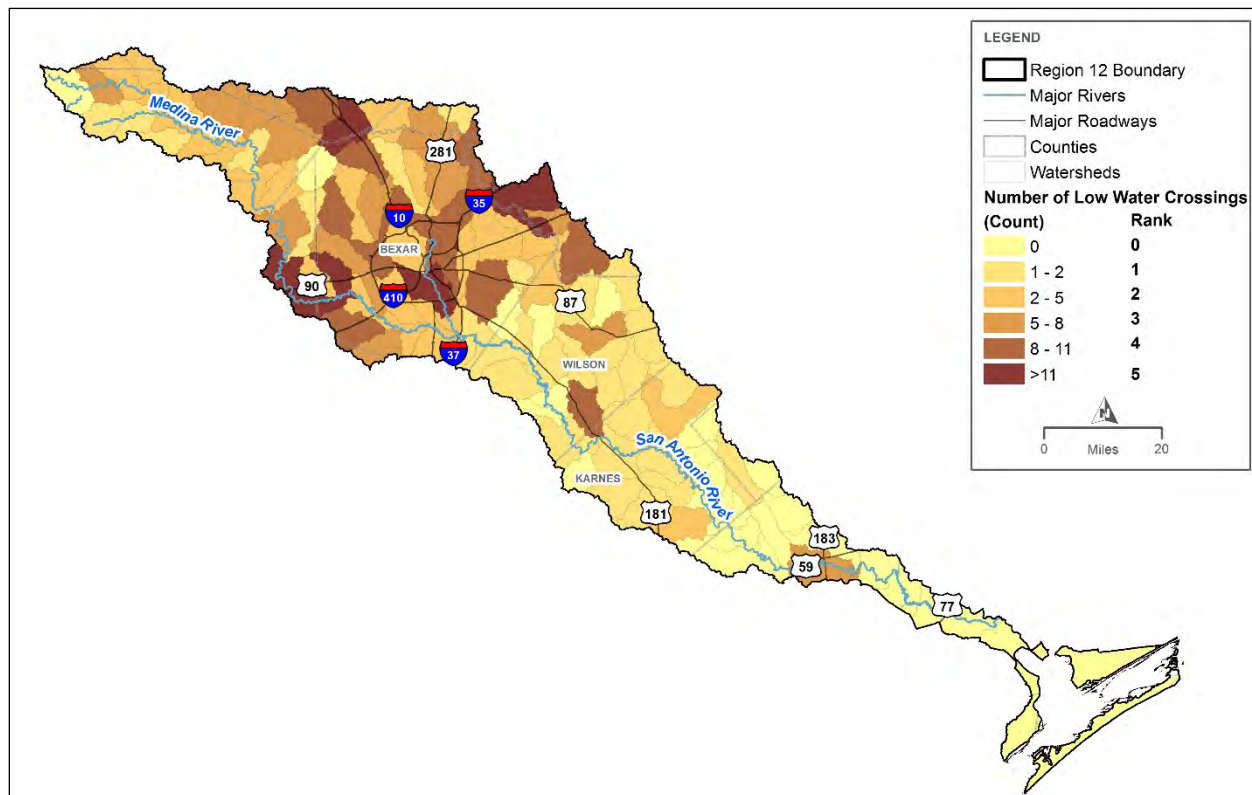 Medina River
281
35
10
BEXAR
90
410
87
37
WILSON
San Antonio River
KARNES
181
183
59
77
LEGEND
Region 12 Boundary
Major Rivers
Major Roadways
Counties
Watersheds
Number of Low Water Crossings
(Count) Rank
0 0
1 - 2 1
2 - 5 2
5 - 8 3
8 - 11 4
>11 5
N
0 20
Miles